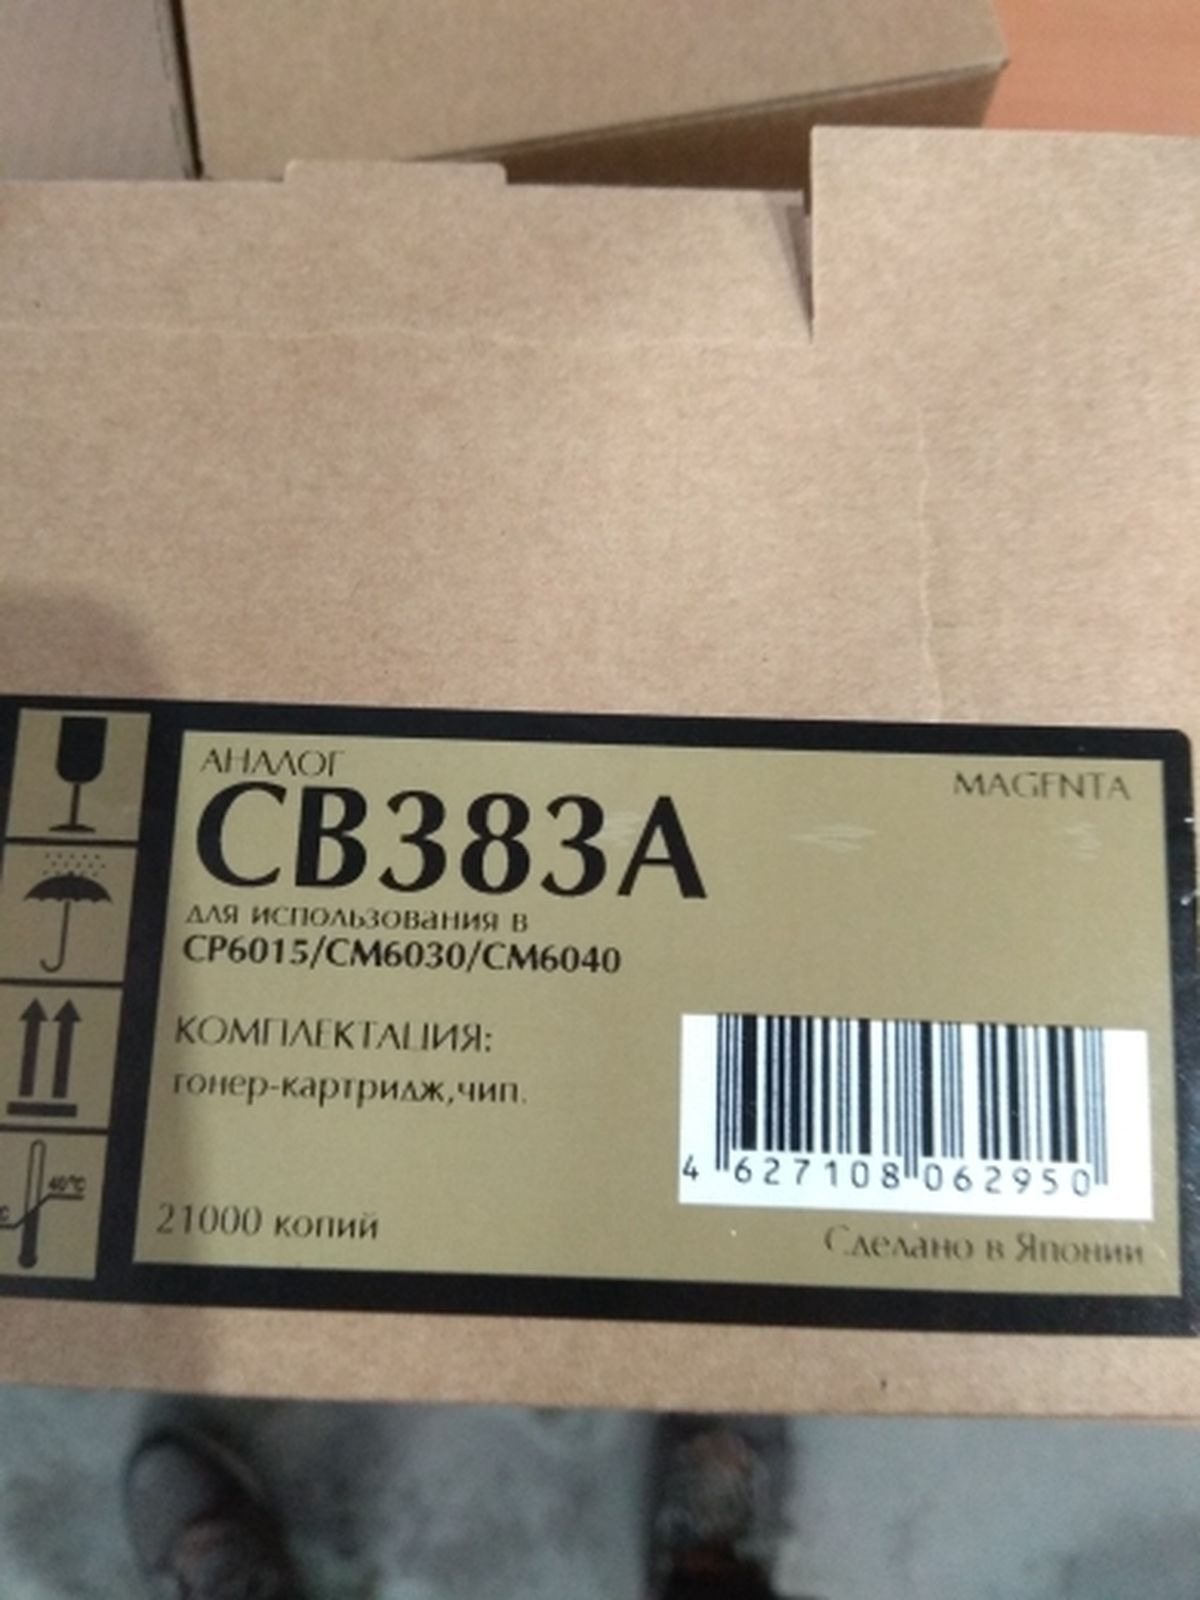 АНАЛОГ
MAGENTA
CB383A
для использования в
CP6015/CM6030/CM6040
КОМПЛЕКТАЦИЯ:
тонер-картридж,чип.
4 627108 062950
40°C
21000 копий
Сделано в Японии